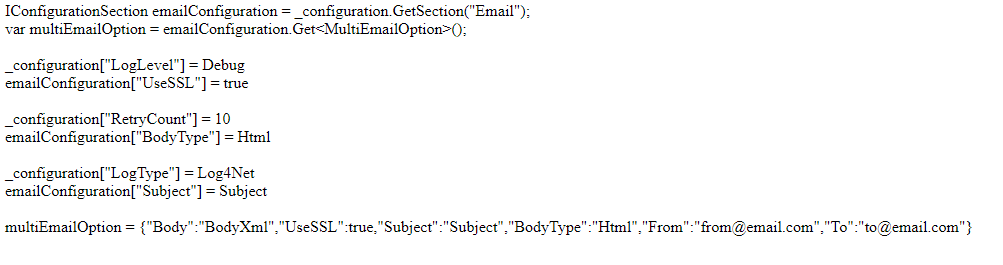 IConfigurationSection emailConfiguration = _configuration.GetSection("Email");
var multiEmailOption = emailConfiguration.Get<MultiEmailOption>();
_configuration["LogLevel"] = Debug
emailConfiguration["UseSSL"] = true
_configuration["RetryCount"] = 10
emailConfiguration["BodyType"] = Html
_configuration["LogType"] = Log4Net
emailConfiguration["Subject"] = Subject
multiEmailOption = {"Body":"BodyXml","UseSSL":true,"Subject":"Subject","BodyType":"Html","From":"from@email.com","To":"to@email.com"}